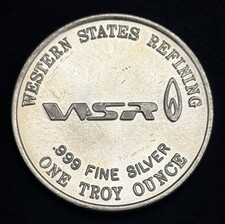 WESTERN STATES REFINING
WSR
.999 FINE SILVER
ONE TROY OUNCE